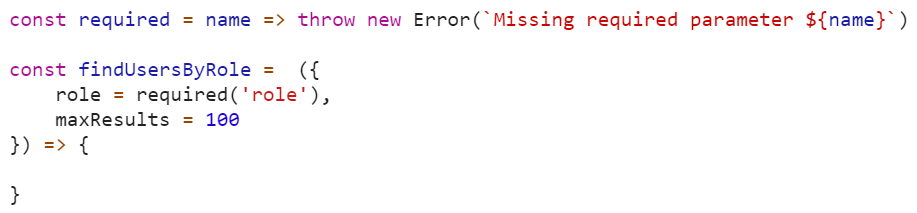 const required = name => throw new Error(`Missing required parameter ${name}`)
const findUsersByRole =  ({
    role = required('role'),
    maxResults = 100
}) => {
}